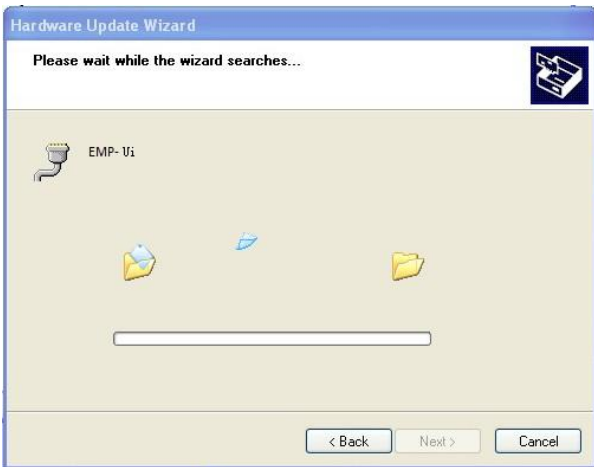 Hardware Update Wizard
Please wait while the wizard searches...
EMP- Ui
< Back
Next >
Cancel